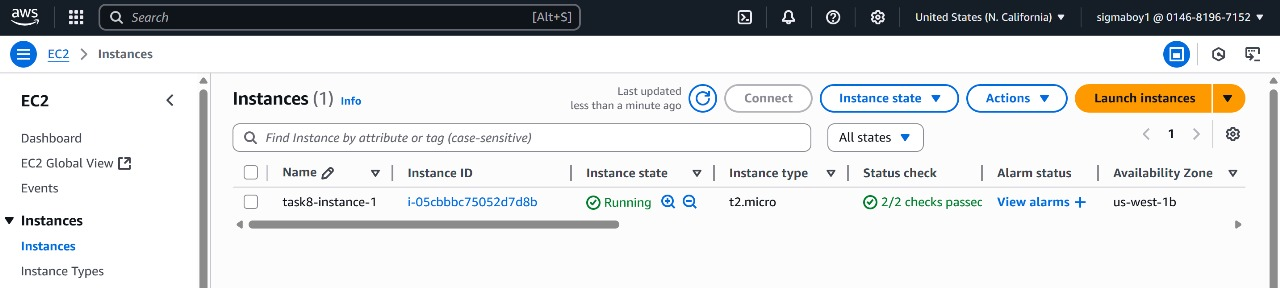 aws
Search [Alt+S]
United States (N. California)
sigmaboy1 @ 0146-8196-7152
EC2 > Instances
EC2
Dashboard
EC2 Global View
Events
Instances
Instances
Instance Types
Instances (1) Info
Last updated
less than a minute ago
Connect
Instance state
Actions
Launch instances
Find Instance by attribute or tag (case-sensitive)
All states
1
Name Instance ID Instance state Instance type Status check Alarm status Availability Zone
task8-instance-1 i-05cbbbc75052d7d8b Running t2.micro 2/2 checks passec View alarms + us-west-1b